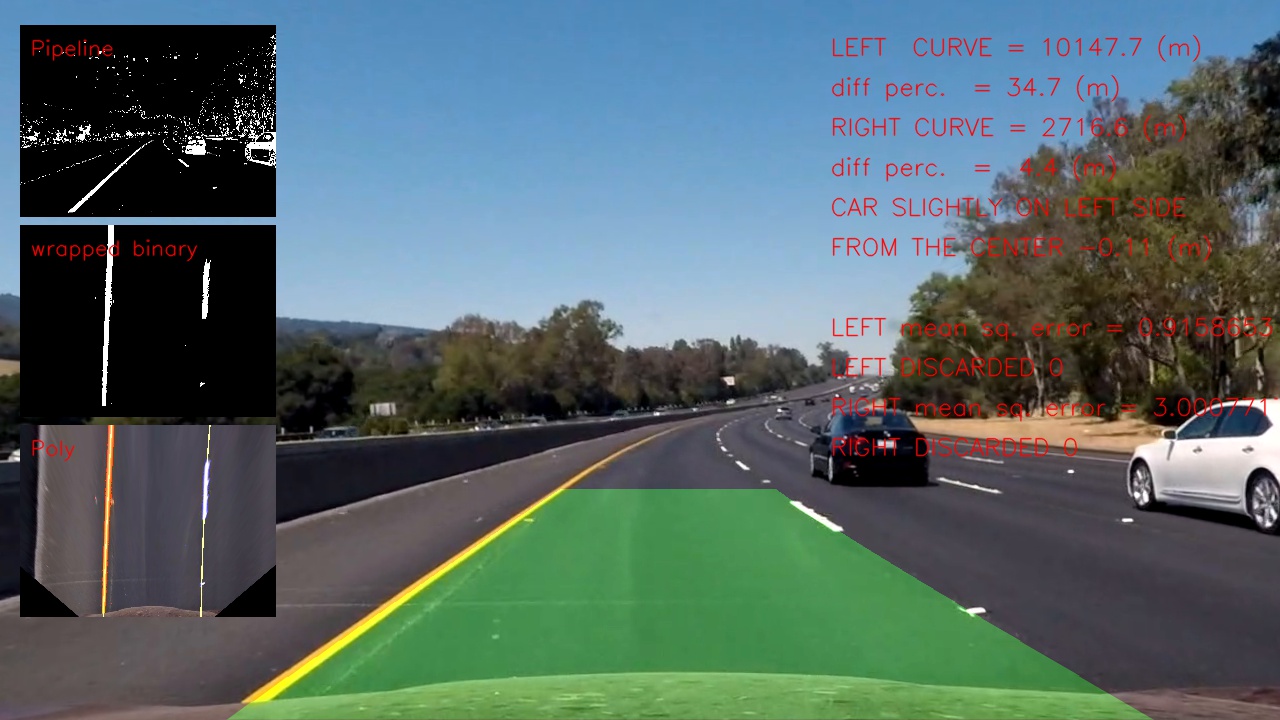 Pipeline
wrapped binary
Poly
LEFT  CURVE = 10147.7 (m)
diff perc.  = 34.7 (m)
RIGHT CURVE = 2716.6 (m)
diff perc.  =  4.4 (m)
CAR SLIGHTLY ON LEFT SIDE
FROM THE CENTER -0.11 (m)
LEFT mean sq. error = 0.9158653
LEFT DISCARDED 0
RIGHT mean sq. error = 3.000771
RIGHT DISCARDED 0